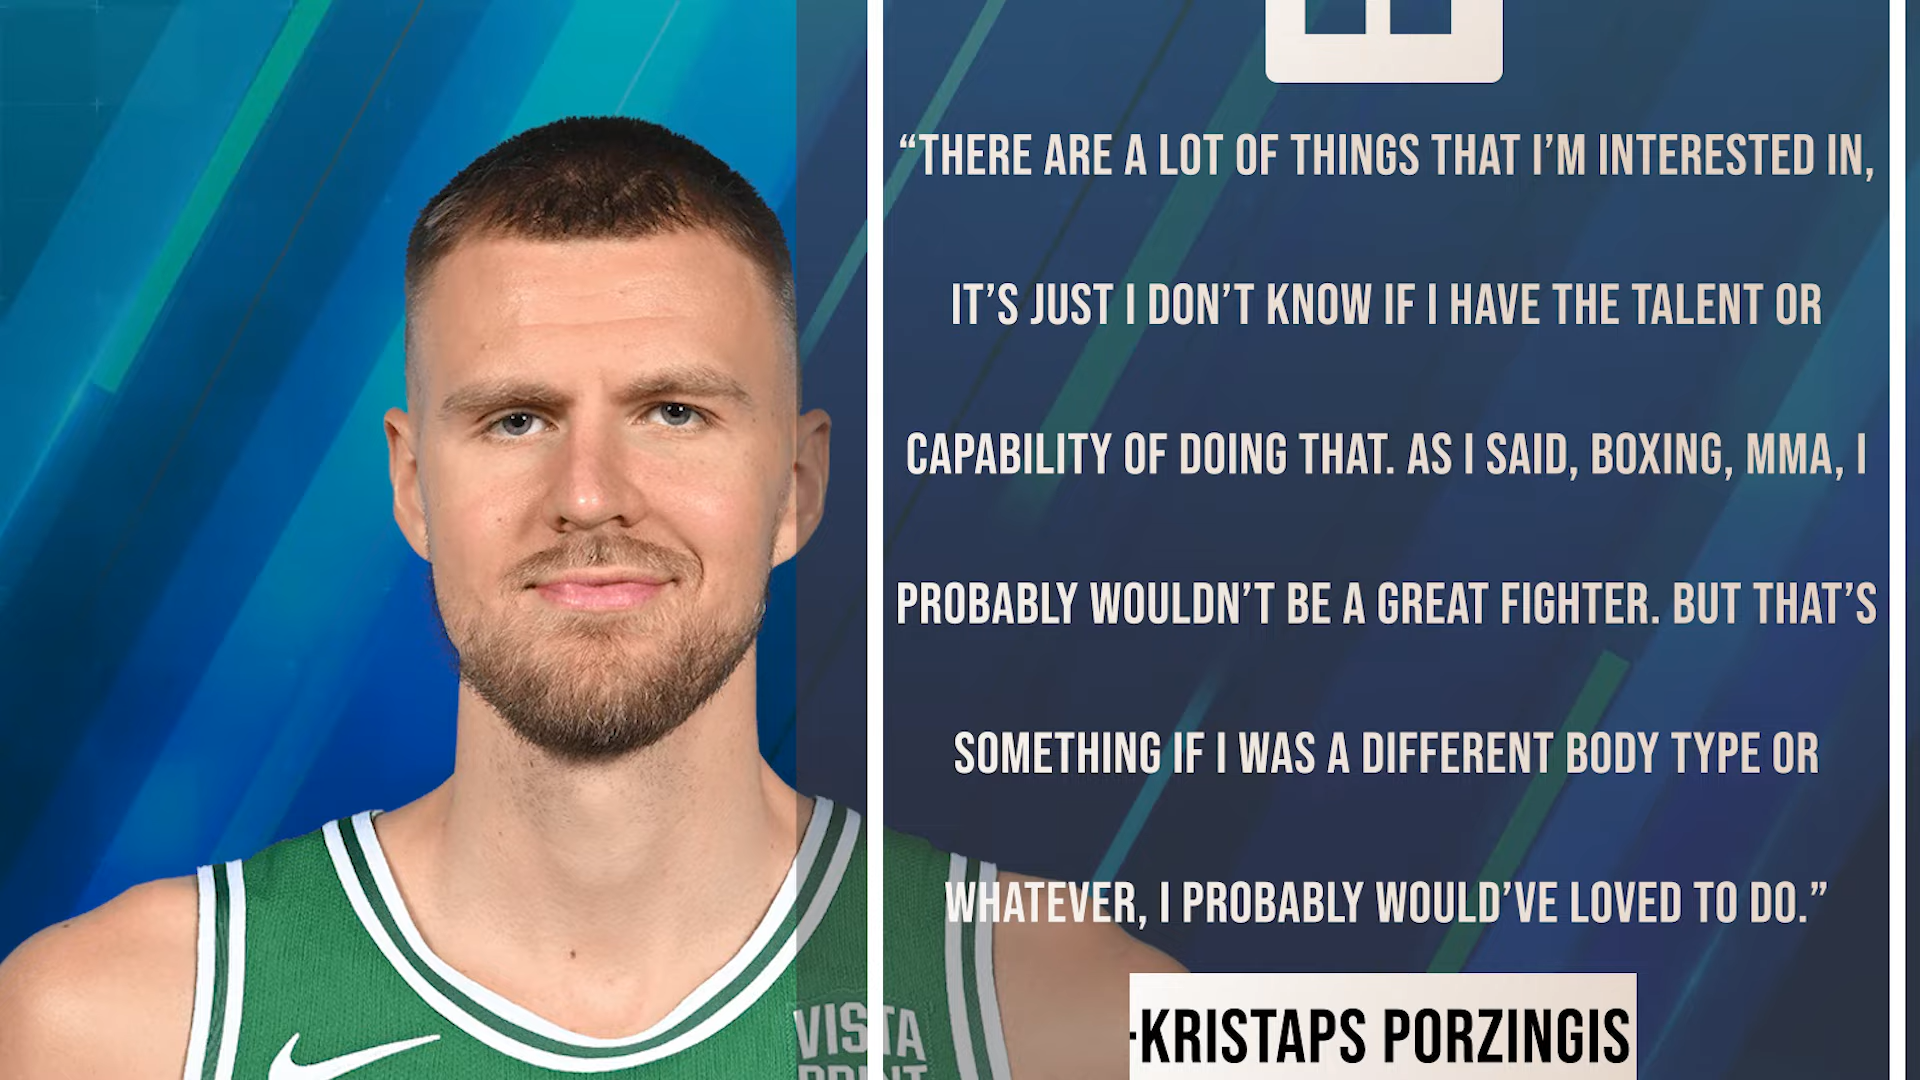 “THERE ARE A LOT OF THINGS THAT I’M INTERESTED IN,
IT’S JUST I DON’T KNOW IF I HAVE THE TALENT OR
CAPABILITY OF DOING THAT. AS I SAID, BOXING, MMA, I
PROBABLY WOULDN’T BE A GREAT FIGHTER. BUT THAT’S
SOMETHING IF I WAS A DIFFERENT BODY TYPE OR
WHATEVER, I PROBABLY WOULD’VE LOVED TO DO.”
-KRISTAPS PORZINGIS
VISTA